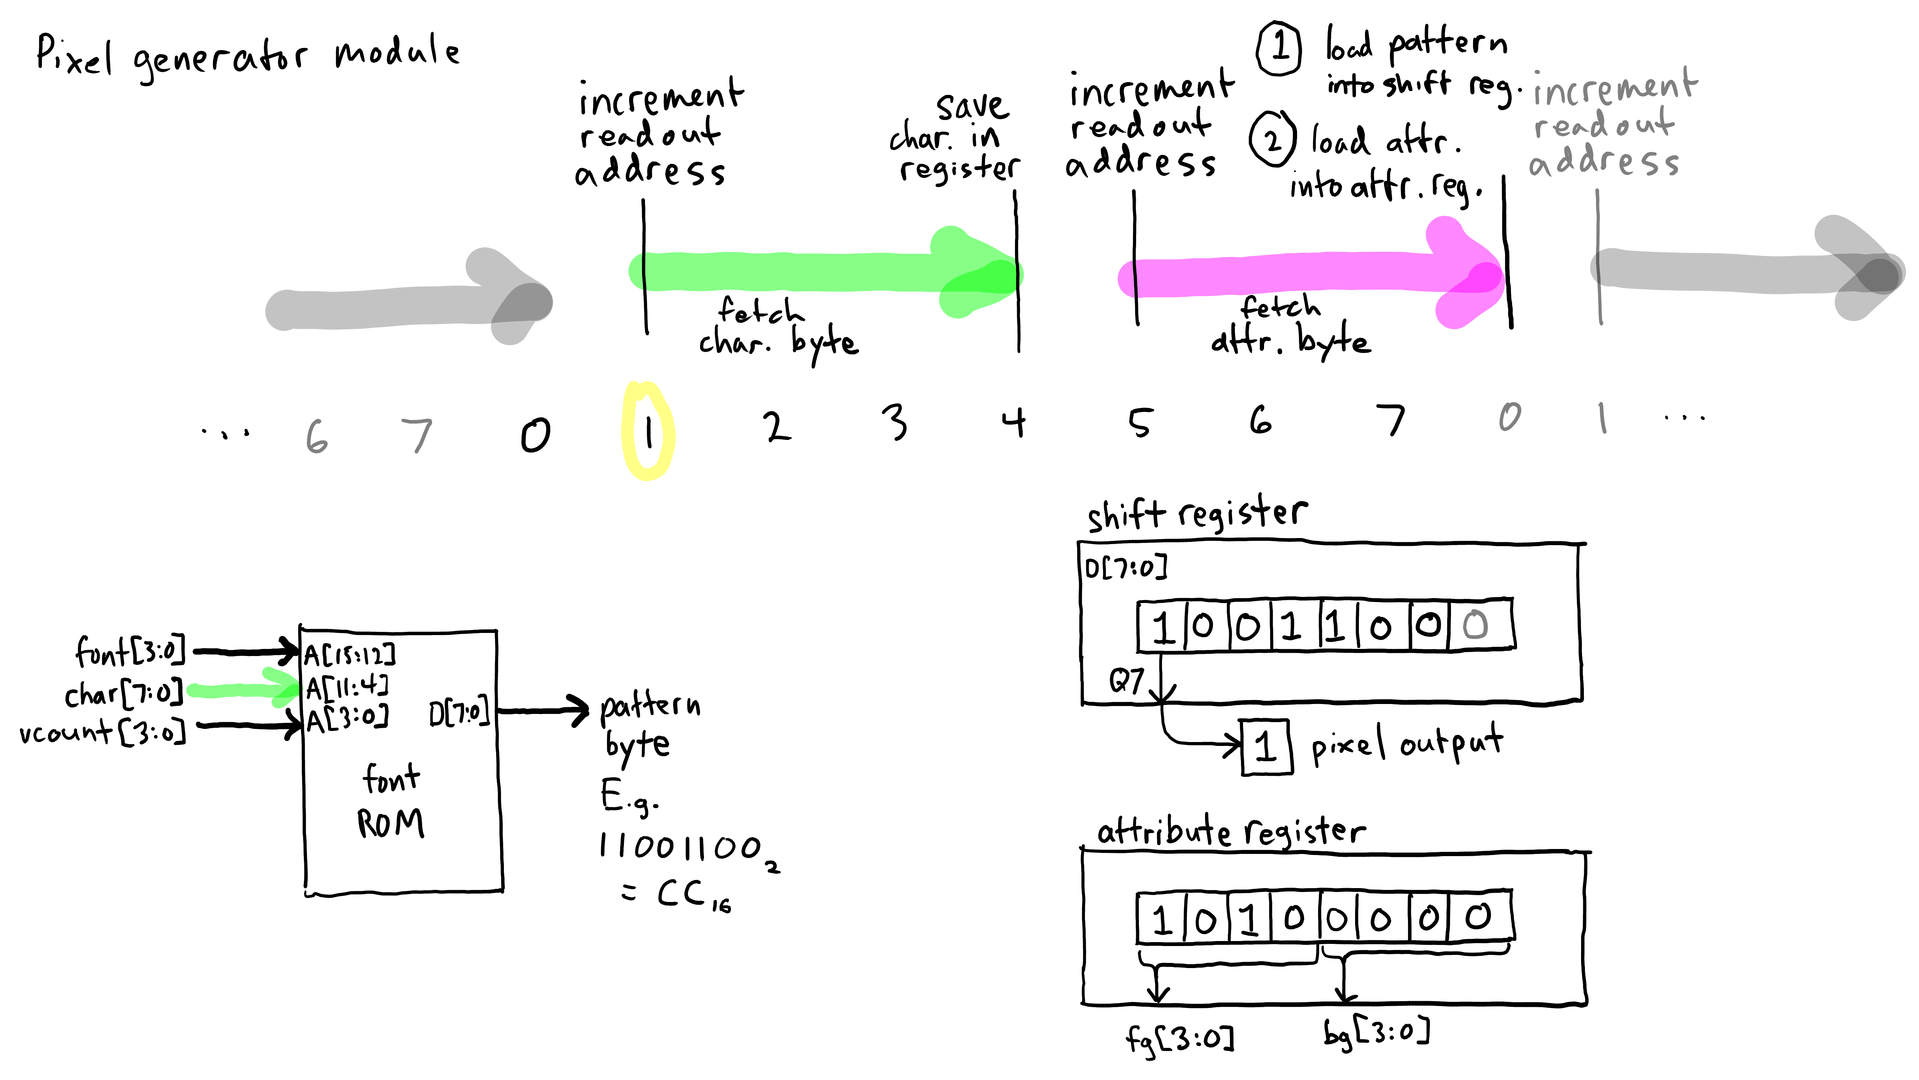 Pixel generator module
increment
readout
address
save
char. in
register
increment
readout
address
1 load pattern
into shift reg.
2 load attr.
into attr. reg.
increment
readout
address
fetch
char. byte
fetch
attr. byte
... 6 7 0 1 2 3 4 5 6 7 0 1 ...
font[3:0]
char[7:0]
vcount[3:0]
A[15:12]
A[11:4]
A[3:0]
D[7:0]
font
ROM
pattern
byte
E.g.
11001100₂
= CC₁₆
shift register
D[7:0]
1 0 0 1 1 0 0 0
Q7
1 pixel output
attribute register
1 0 1 0 0 0 0 0
fg[3:0]
bg[3:0]